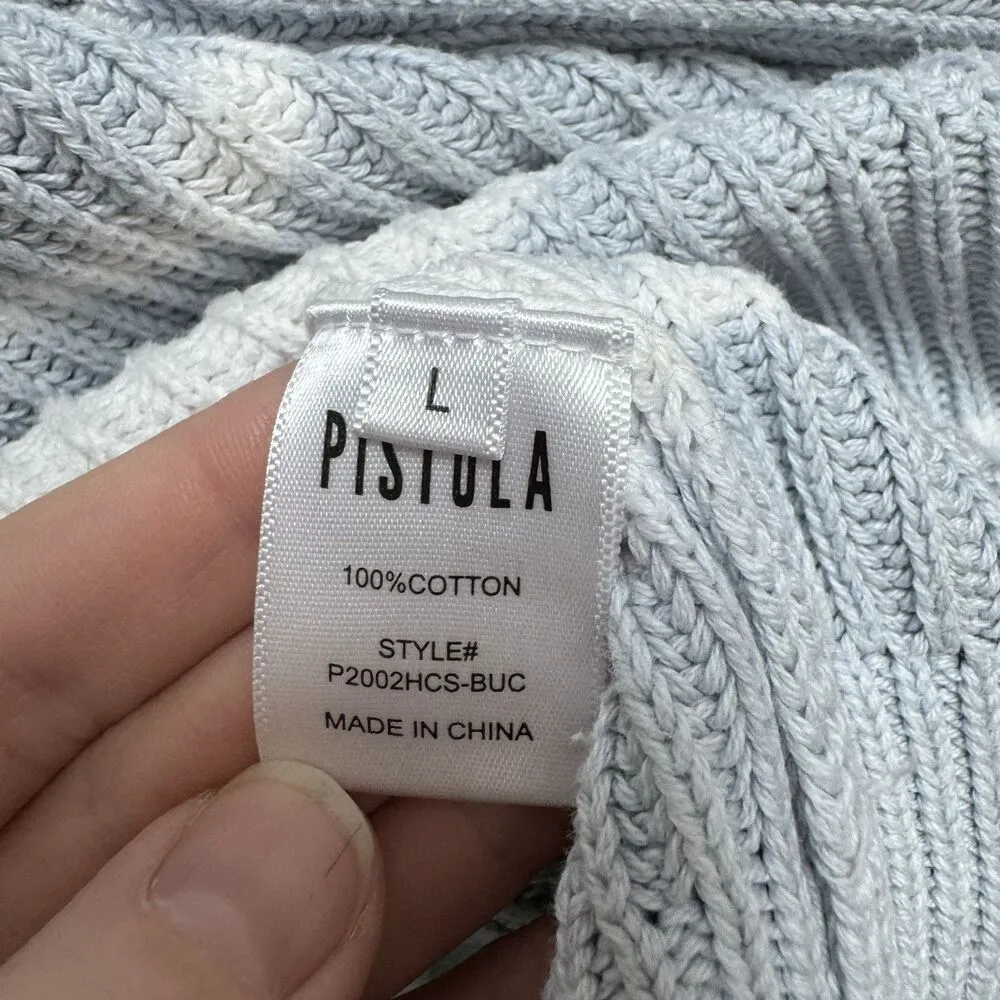 L
PISTOLA
100%COTTON
STYLE#
P2002HCS-BUC
MADE IN CHINA